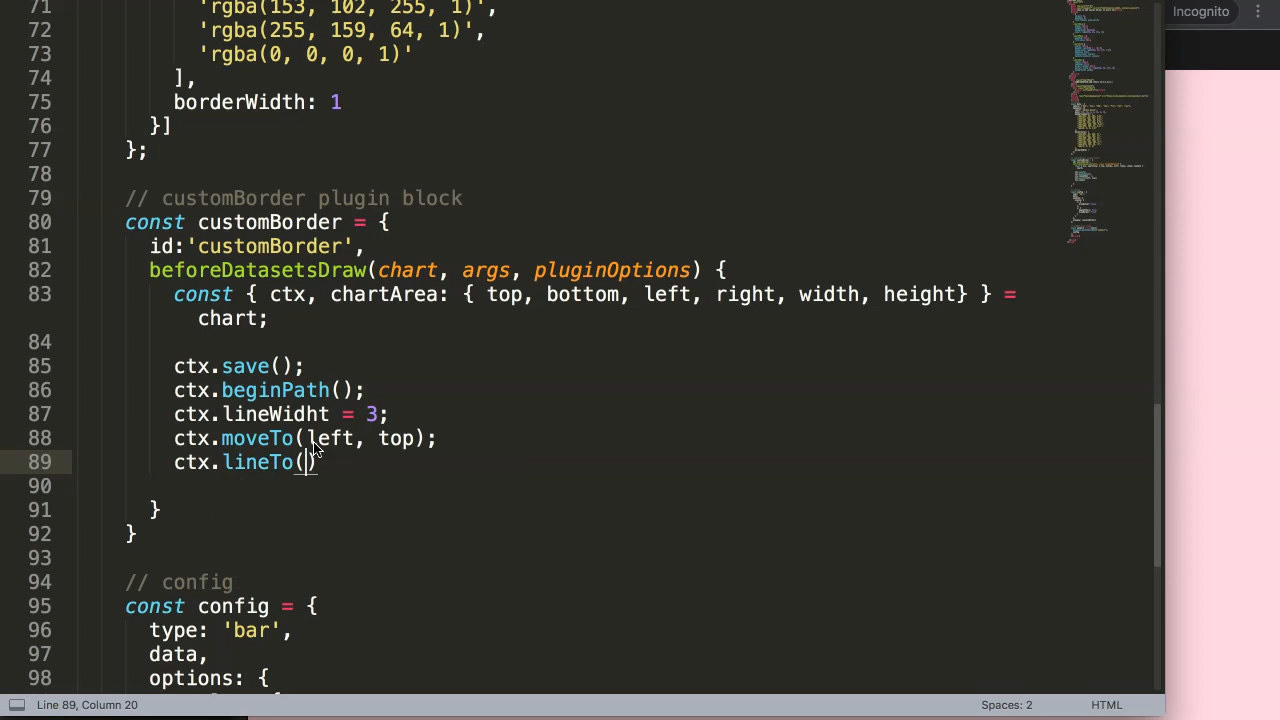 Incognito
71 'rgba(153, 102, 255, 1)',
72 'rgba(255, 159, 64, 1)',
73 'rgba(0, 0, 0, 1)'
74 ],
75 borderWidth: 1
76 }]
77 };
78
79 // customBorder plugin block
80 const customBorder = {
81 id:'customBorder',
82 beforeDatasetsDraw(chart, args, pluginOptions) {
83 const { ctx, chartArea: { top, bottom, left, right, width, height} } =
chart;
84
85 ctx.save();
86 ctx.beginPath();
87 ctx.lineWidht = 3;
88 ctx.moveTo(left, top);
89 ctx.lineTo()
90
91 }
92 }
93
94 // config
95 const config = {
96 type: 'bar',
97 data,
98 options: {
Line 89, Column 20 Spaces: 2 HTML